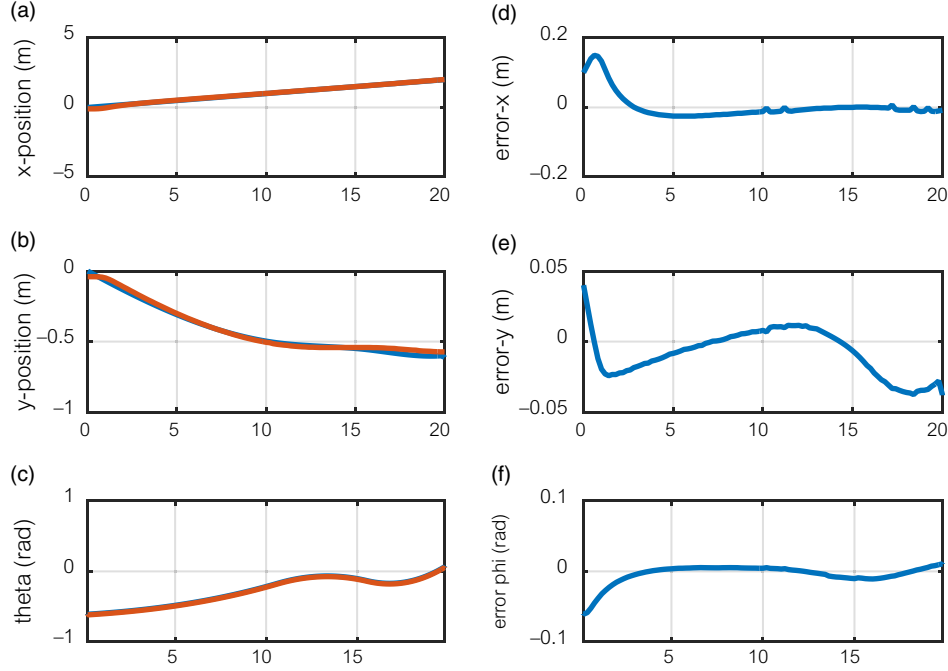 (a)
x-position (m)
5
0
–5
0 5 10 15 20
(b)
y-position (m)
0
–0.5
–1
0 5 10 15 20
(c)
theta (rad)
1
0
–1
5 10 15
(d)
error-x (m)
0.2
0
–0.2
0 5 10 15 20
(e)
error-y (m)
0.05
0
–0.05
0 5 10 15 20
(f)
error phi (rad)
0.1
0
–0.1
5 10 15